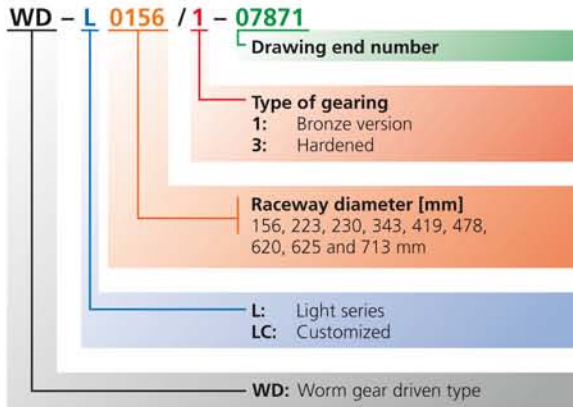 WD – L 0156 / 1 – 07871
Drawing end number
Type of gearing
1: Bronze version
3: Hardened
Raceway diameter [mm]
156, 223, 230, 343, 419, 478,
620, 625 and 713 mm
L: Light series
LC: Customized
WD: Worm gear driven type